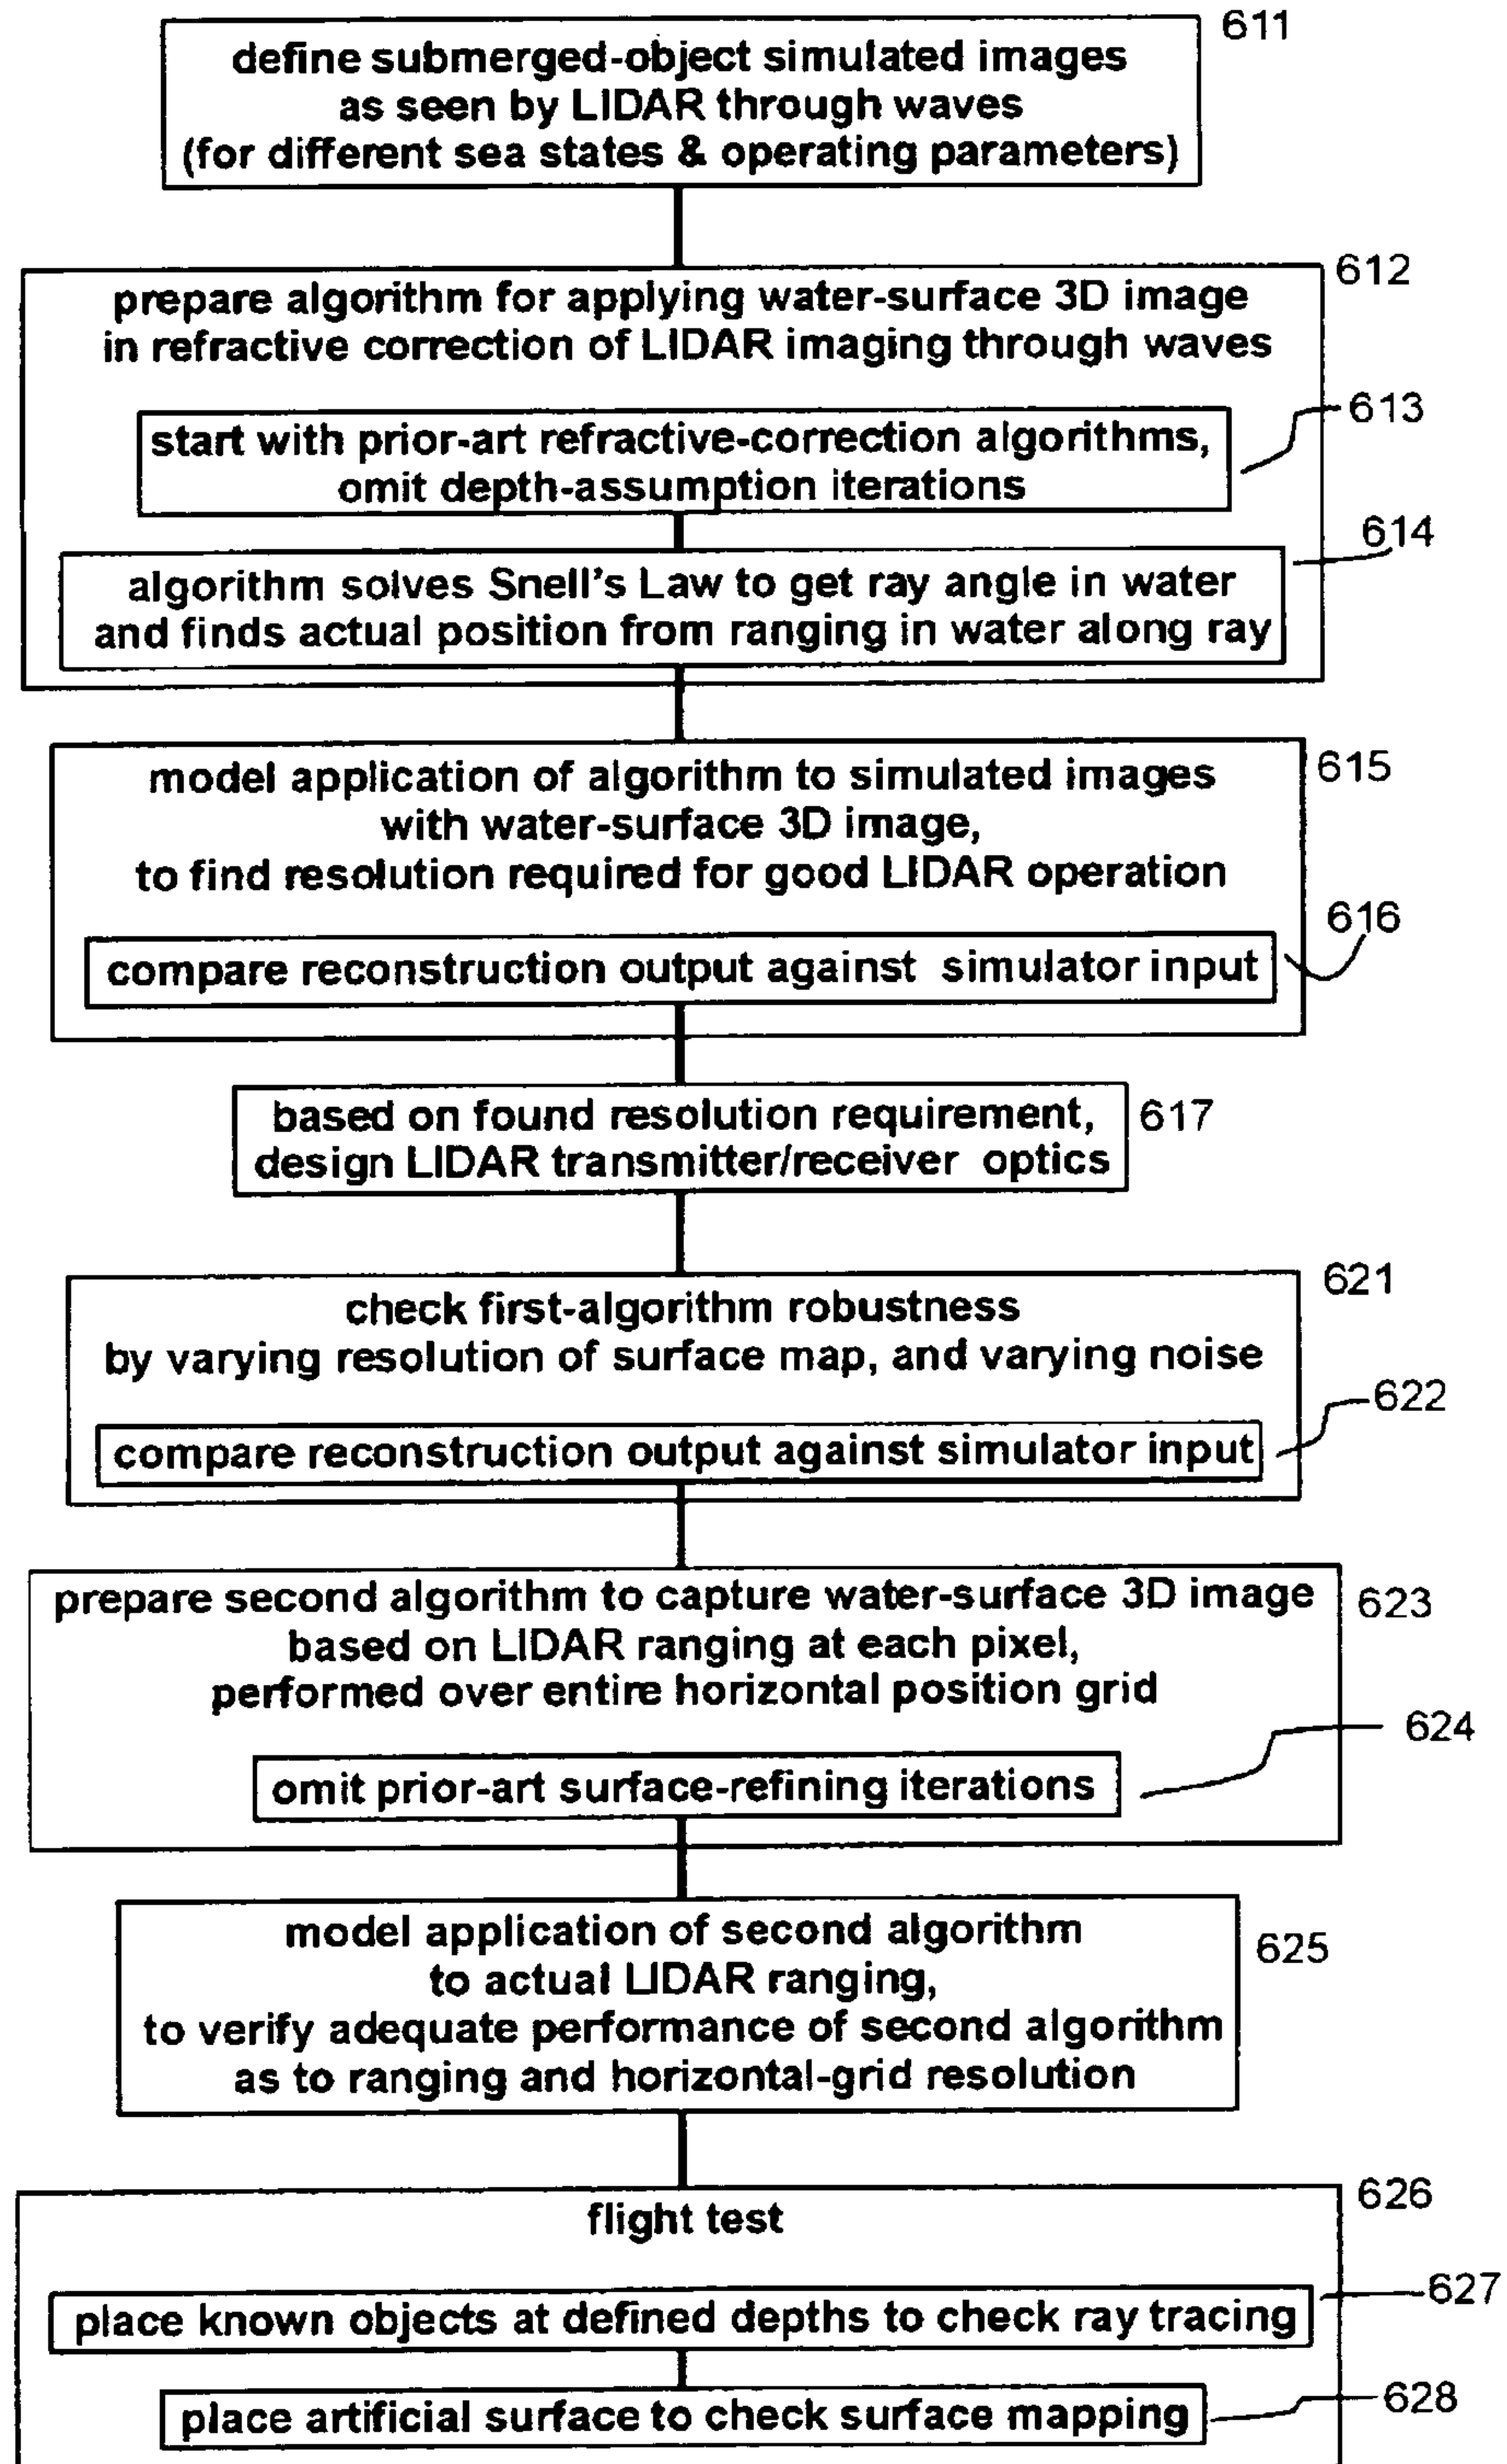 611
define submerged-object simulated images
as seen by LIDAR through waves
(for different sea states & operating parameters)
612
prepare algorithm for applying water-surface 3D image
in refractive correction of LIDAR imaging through waves
613
start with prior-art refractive-correction algorithms,
omit depth-assumption iterations
614
algorithm solves Snell's Law to get ray angle in water
and finds actual position from ranging in water along ray
615
model application of algorithm to simulated images
with water-surface 3D image,
to find resolution required for good LIDAR operation
616
compare reconstruction output against simulator input
617
based on found resolution requirement,
design LIDAR transmitter/receiver optics
621
check first-algorithm robustness
by varying resolution of surface map, and varying noise
622
compare reconstruction output against simulator input
623
prepare second algorithm to capture water-surface 3D image
based on LIDAR ranging at each pixel,
performed over entire horizontal position grid
624
omit prior-art surface-refining iterations
625
model application of second algorithm
to actual LIDAR ranging,
to verify adequate performance of second algorithm
as to ranging and horizontal-grid resolution
626
flight test
627
place known objects at defined depths to check ray tracing
628
place artificial surface to check surface mapping